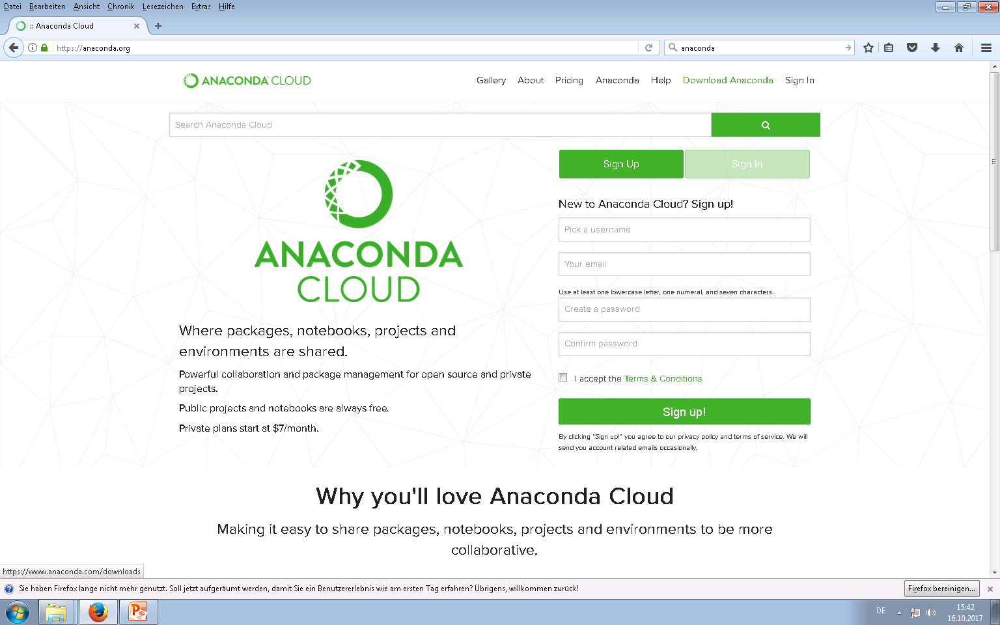 Datei Bearbeiten Ansicht Chronik Lesezeichen Extras Hilfe
:: Anaconda Cloud
https://anaconda.org
anaconda
ANACONDA CLOUD
Gallery About Pricing Anaconda Help Download Anaconda Sign In
Search Anaconda Cloud
Sign Up Sign In
ANACONDA
CLOUD
Where packages, notebooks, projects and
environments are shared.
Powerful collaboration and package management for open source and private
projects.
Public projects and notebooks are always free.
Private plans start at $7/month.
New to Anaconda Cloud? Sign up!
Pick a username
Your email
Use at least one lowercase letter, one numeral, and seven characters.
Create a password
Confirm password
I accept the Terms & Conditions
Sign up!
By clicking "Sign up!" you agree to our privacy policy and terms of service. We will
send you account related emails occasionally.
Why you'll love Anaconda Cloud
Making it easy to share packages, notebooks, projects and environments to be more
collaborative.
https://www.anaconda.com/downloads
Sie haben Firefox lange nicht mehr genutzt. Soll jetzt aufgeräumt werden, damit Sie ein Benutzererlebnis wie am ersten Tag erfahren? Übrigens, willkommen zurück!
Firefox bereinigen...
DE
15:42
16.10.2017